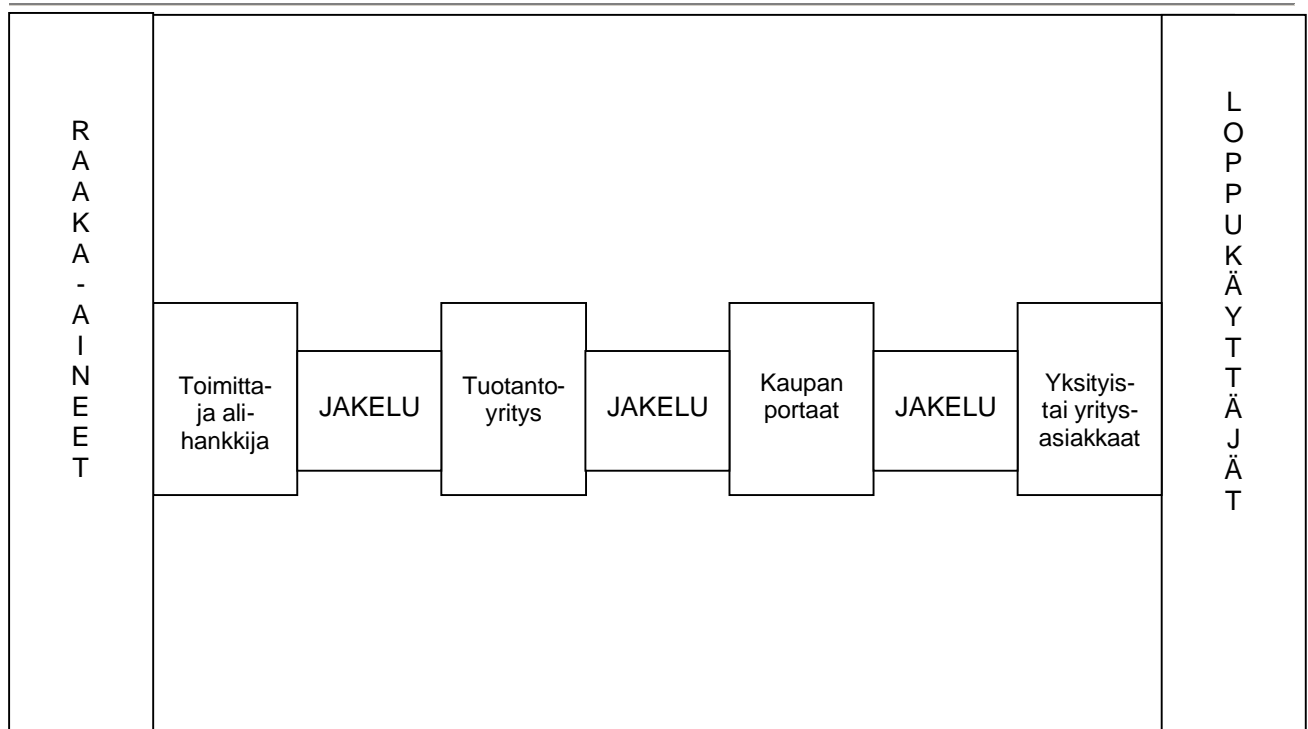 RAAKA-AINEET
Toimitta-
ja ali-
hankkija
JAKELU
Tuotanto-
yritys
JAKELU
Kaupan
portaat
JAKELU
Yksityis-
tai yritys-
asiakkaat
LOPPUKÄYTTÄJÄT